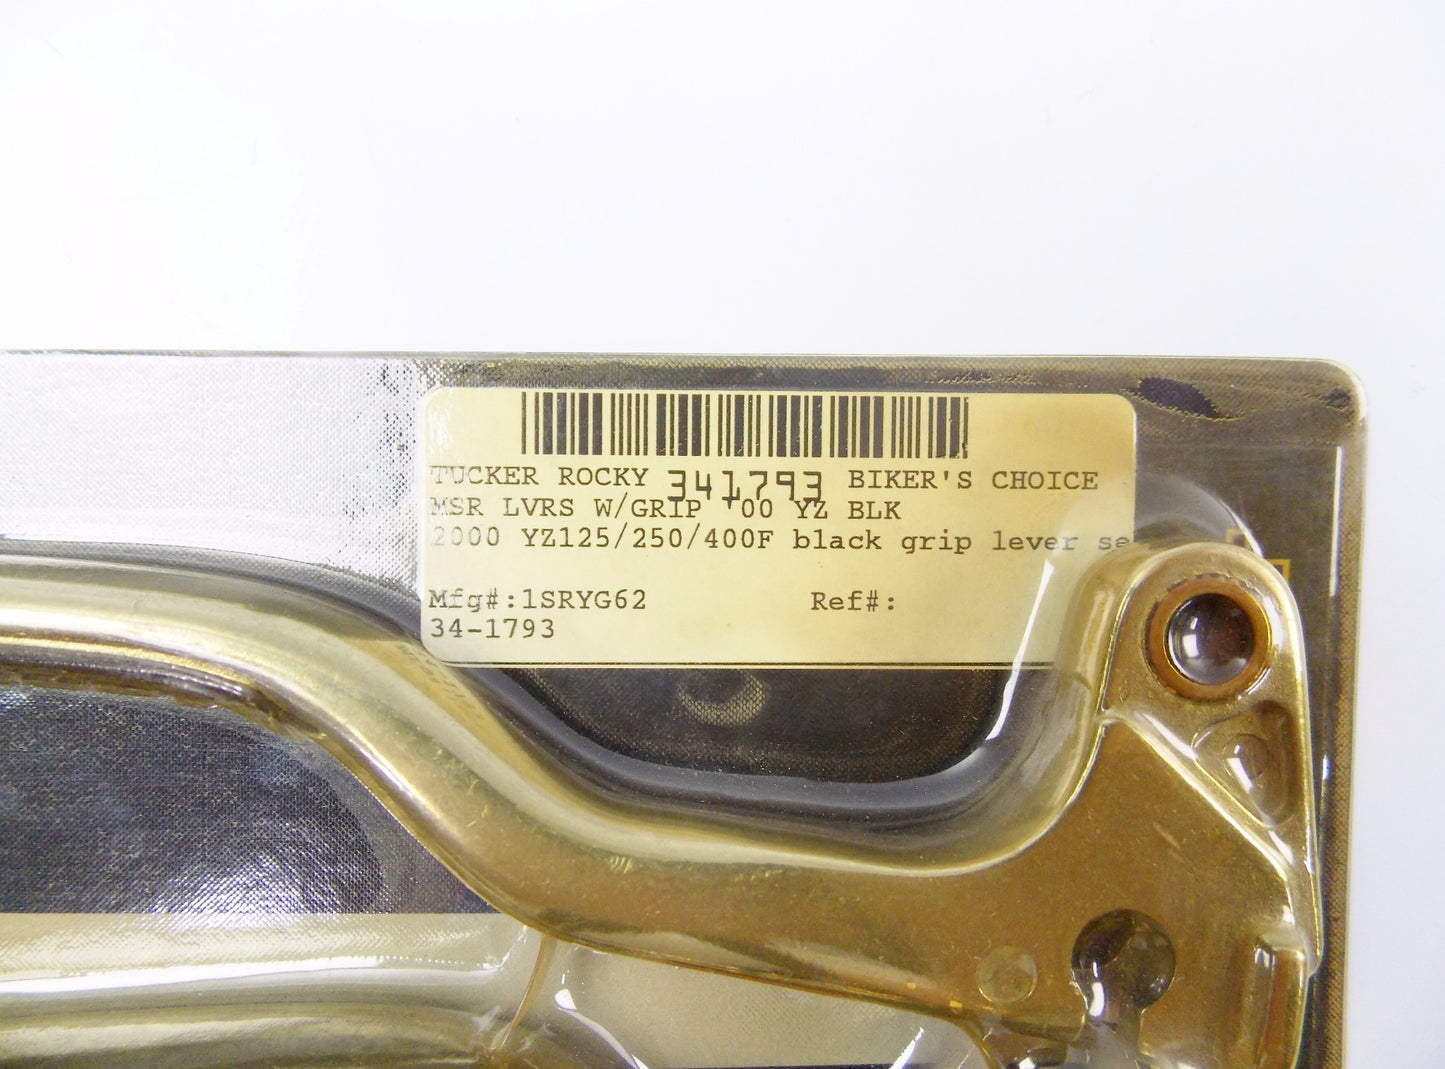 TUCKER ROCKY 341793 BIKER'S CHOICE
MSR LVRS W/GRIP '00 YZ BLK
2000 YZ125/250/400F black grip lever se
Mfg#:1SRYG62 Ref#:
34-1793